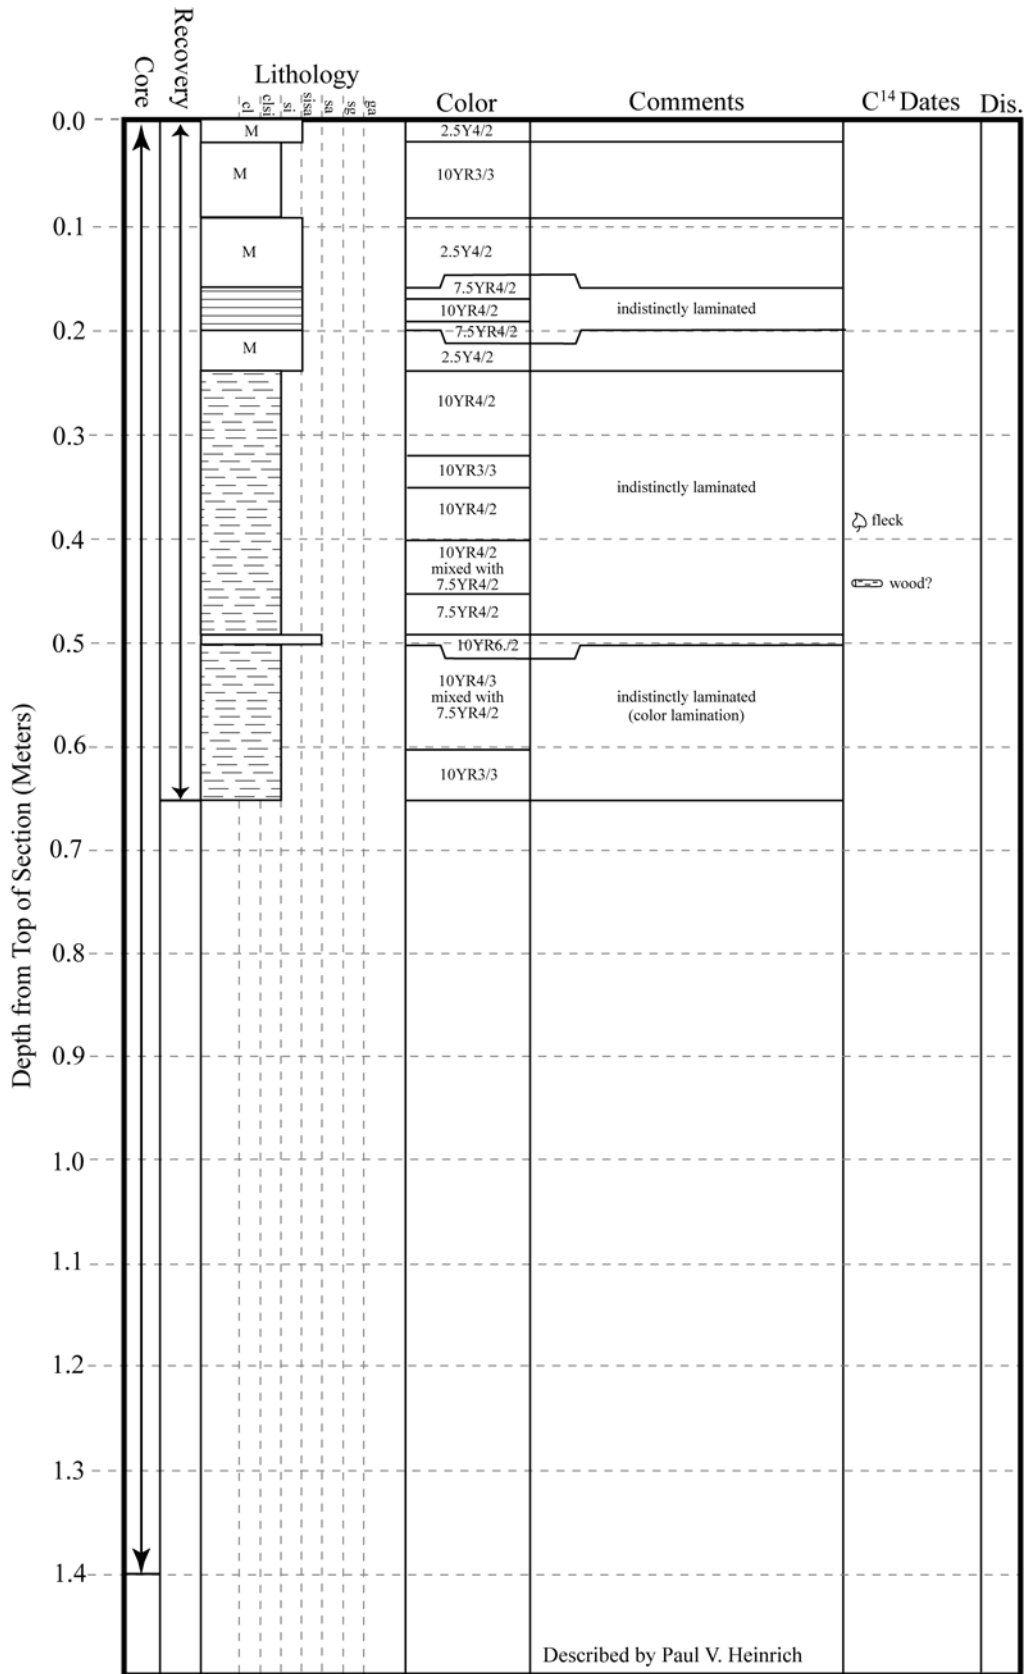 Core
Recovery
Lithology
cl
clsi
si
sisa
sa
sg
ga
Color
Comments
C¹⁴ Dates
Dis.
Depth from Top of Section (Meters)
0.0
M
2.5Y4/2
M
10YR3/3
0.1
M
2.5Y4/2
7.5YR4/2
10YR4/2
indistinctly laminated
0.2
7.5YR4/2
M
2.5Y4/2
10YR4/2
0.3
10YR3/3
indistinctly laminated
10YR4/2
fleck
0.4
10YR4/2
mixed with
7.5YR4/2
wood?
7.5YR4/2
0.5
10YR6./2
10YR4/3
mixed with
7.5YR4/2
indistinctly laminated
(color lamination)
0.6
10YR3/3
0.7
0.8
0.9
1.0
1.1
1.2
1.3
1.4
Described by Paul V. Heinrich